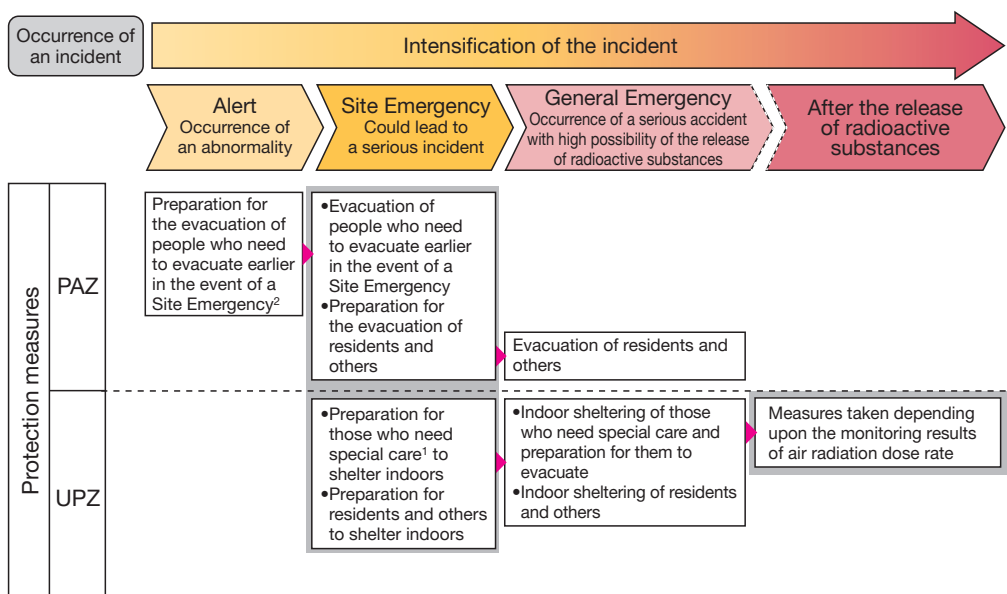 Occurrence of
an incident
Intensification of the incident
Alert
Occurrence of
an abnormality
Site Emergency
Could lead to
a serious incident
General Emergency
Occurrence of a serious accident
with high possibility of the release
of radioactive substances
After the release
of radioactive
substances
Protection measures
PAZ
Preparation for
the evacuation of
people who need
to evacuate earlier
in the event of a
Site Emergency²
•Evacuation of
people who need
to evacuate earlier
in the event of a
Site Emergency
•Preparation for
the evacuation of
residents and
others
Evacuation of residents and
others
UPZ
•Preparation for
those who need
special care¹ to
shelter indoors
•Preparation for
residents and others
to shelter indoors
•Indoor sheltering of those
who need special care and
preparation for them to
evacuate
•Indoor sheltering of residents
and others
Measures taken depending
upon the monitoring results
of air radiation dose rate